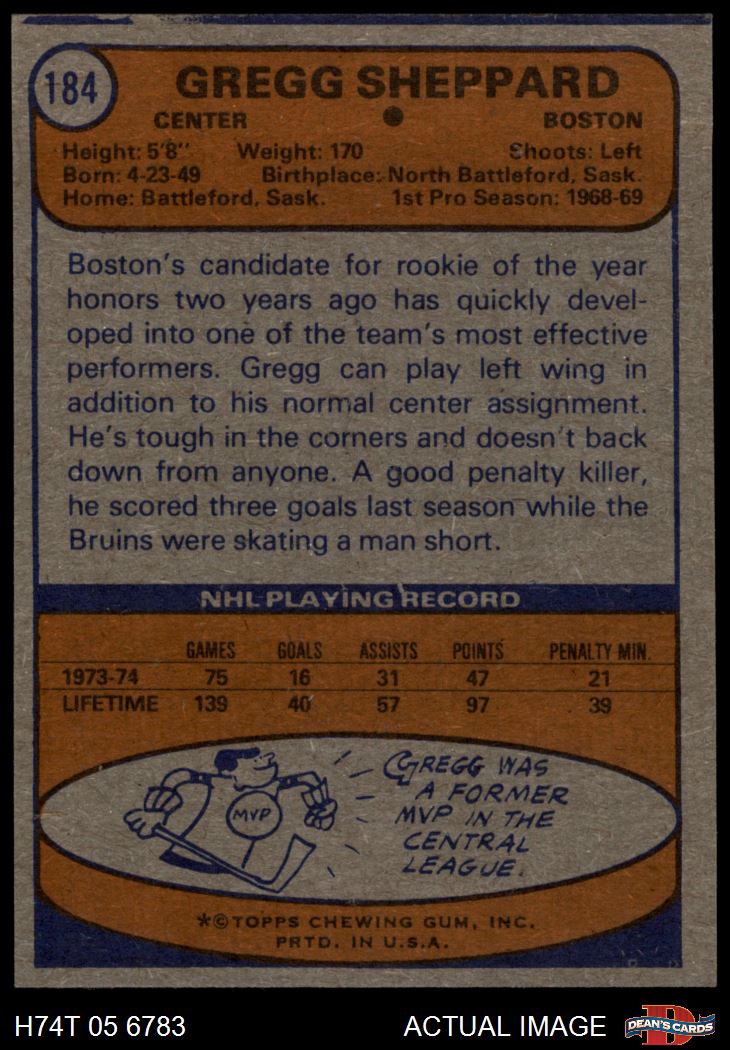 184
GREGG SHEPPARD
CENTER BOSTON
Height: 5'8" Weight: 170 Shoots: Left
Born: 4-23-49 Birthplace: North Battleford, Sask.
Home: Battleford, Sask. 1st Pro Season: 1968-69
Boston's candidate for rookie of the year
honors two years ago has quickly devel-
oped into one of the team's most effective
performers. Gregg can play left wing in
addition to his normal center assignment.
He's tough in the corners and doesn't back
down from anyone. A good penalty killer,
he scored three goals last season while the
Bruins were skating a man short.
NHL PLAYING RECORD
GAMES GOALS ASSISTS POINTS PENALTY MIN.
1973-74 75 16 31 47 21
LIFETIME 139 40 57 97 39
MVP
GREGG WAS
A FORMER
MVP IN THE
CENTRAL
LEAGUE.
*©TOPPS CHEWING GUM, INC.
PRTD. IN U.S.A.
H74T 05 6783 ACTUAL IMAGE
D
DEAN'S CARDS